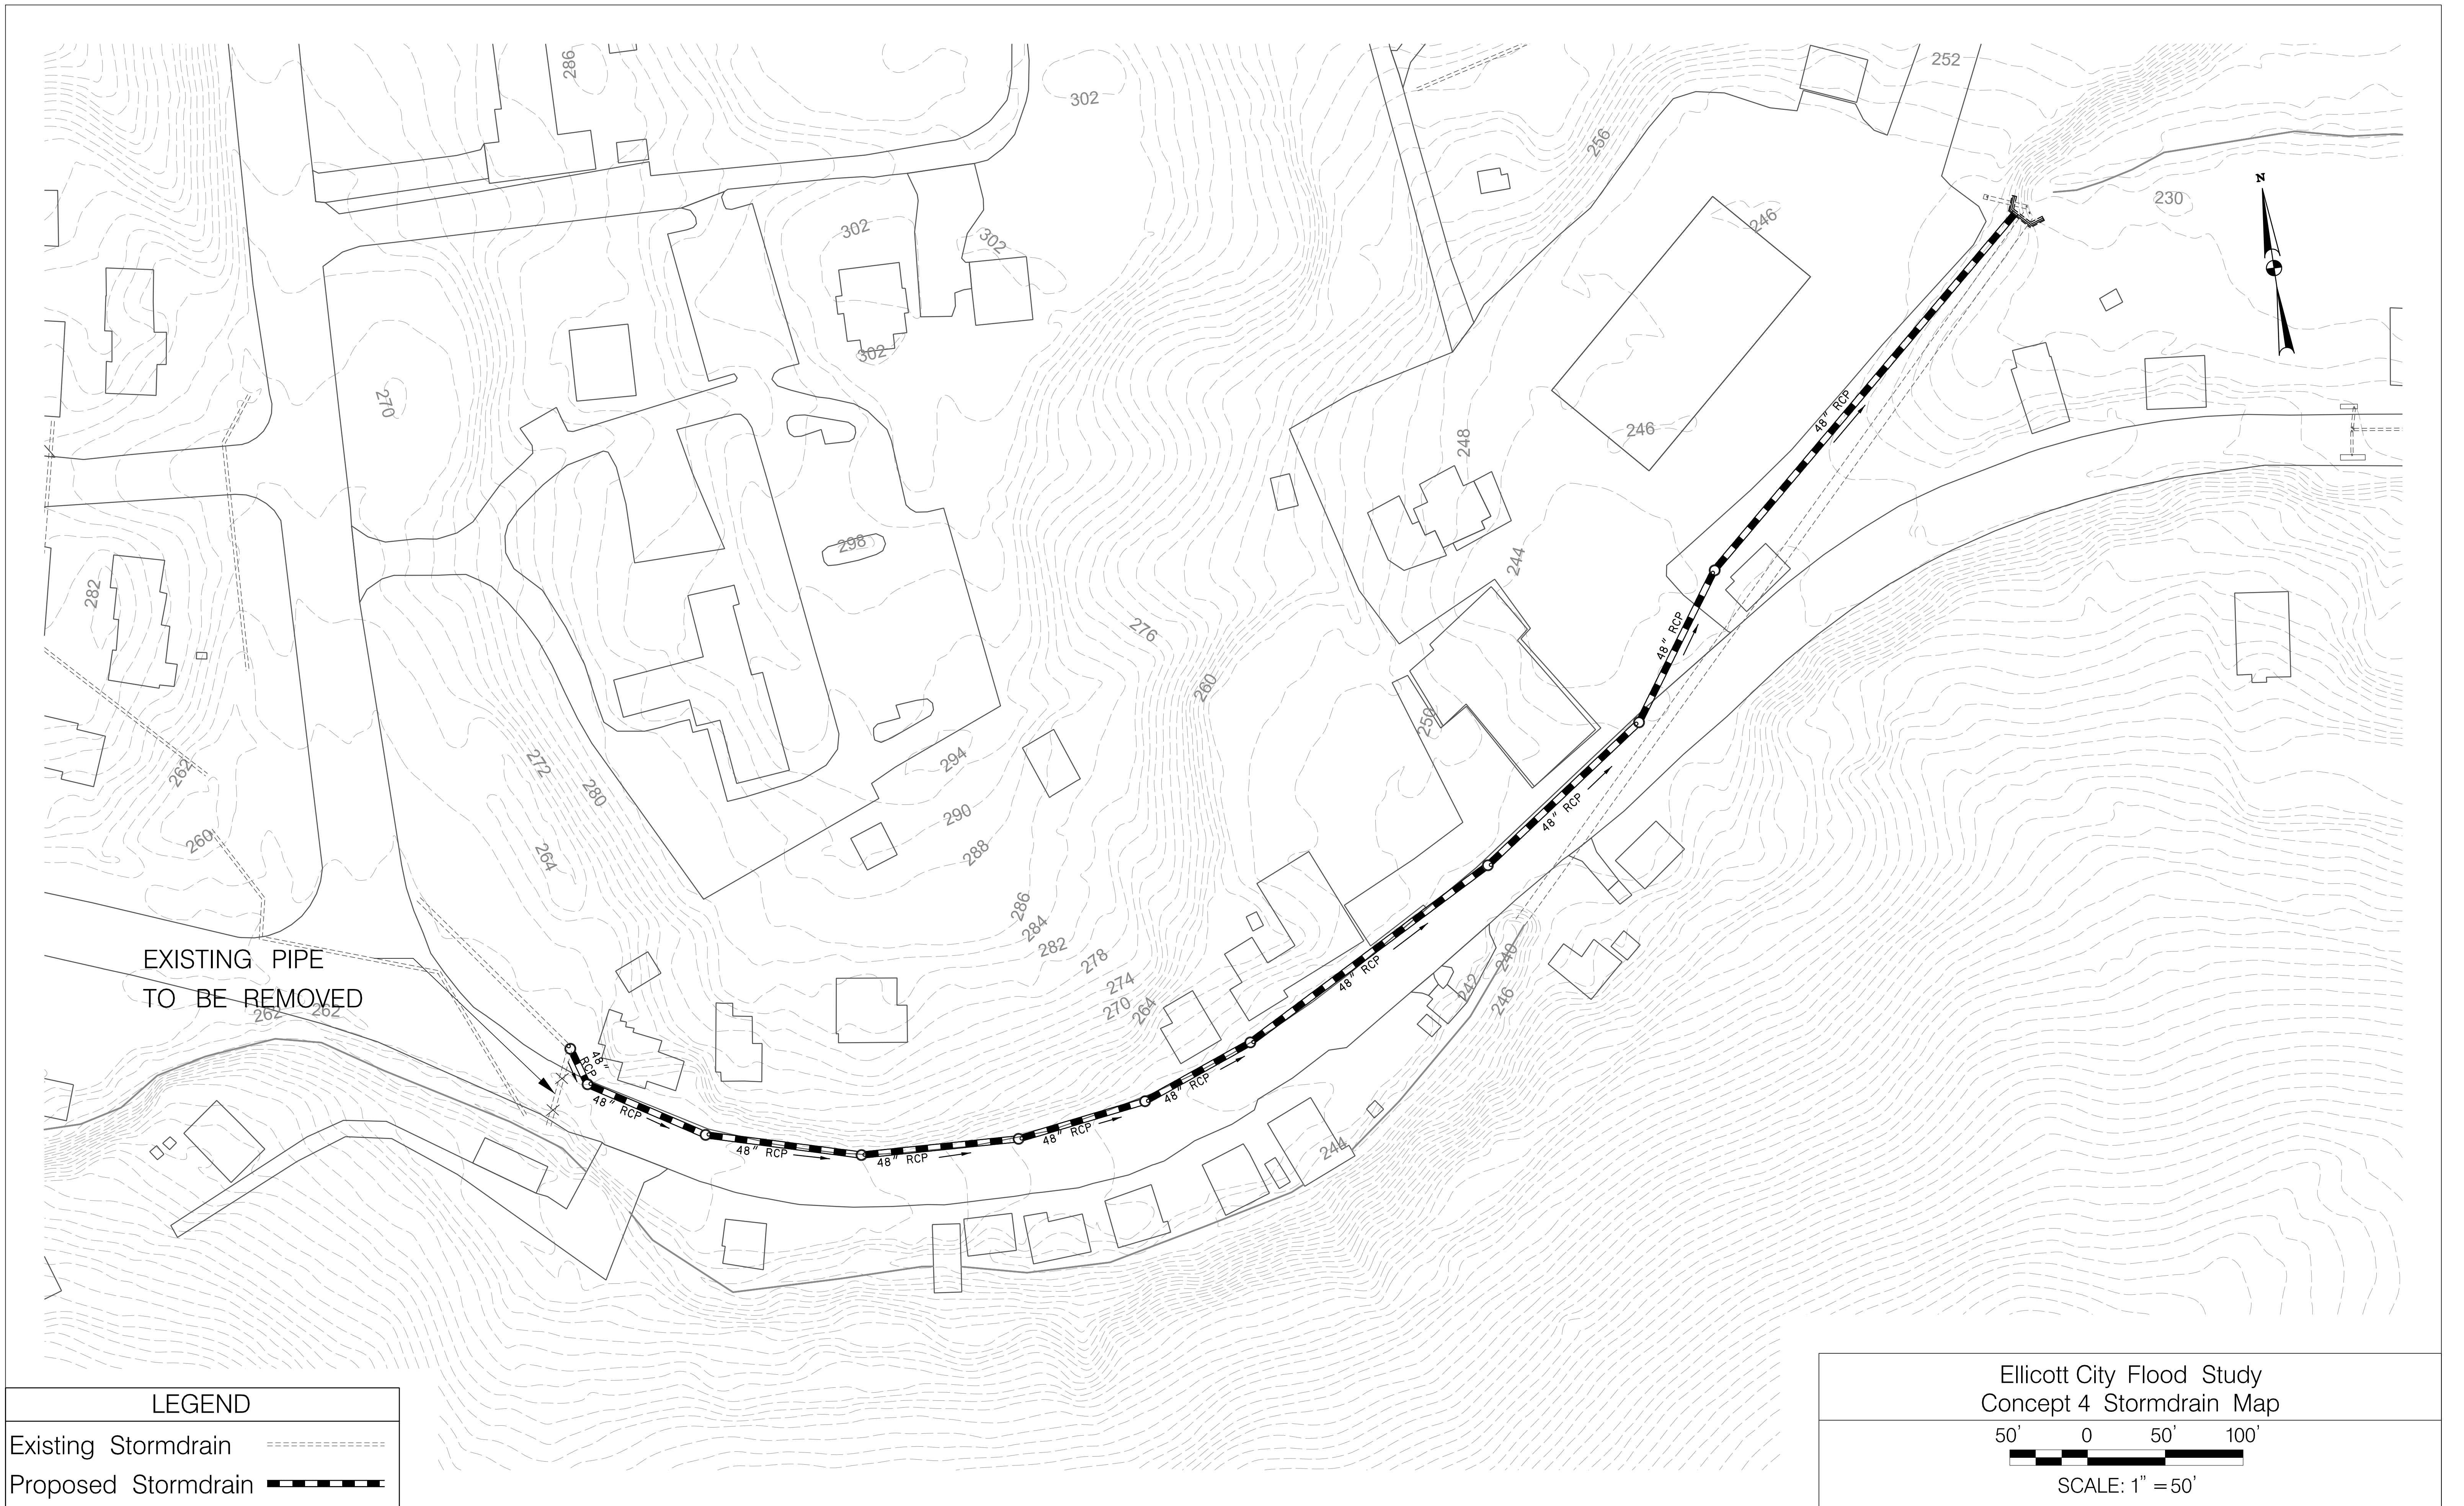 286
302
252
256
N
230
302
302
246
302
270
246
248
298
244
282
276
260
250
48" RCP
48" RCP
272
280
294
262
260
264
290
288
48" RCP
286
284
282
278
274
270
264
240
242
246
EXISTING PIPE
TO BE REMOVED
262
262
48" RCP
48"
RCP
48" RCP
48" RCP
48" RCP
48" RCP
48" RCP
244
LEGEND
Existing Stormdrain
Proposed Stormdrain
Ellicott City Flood Study
Concept 4 Stormdrain Map
50' 0 50' 100'
SCALE: 1" = 50'